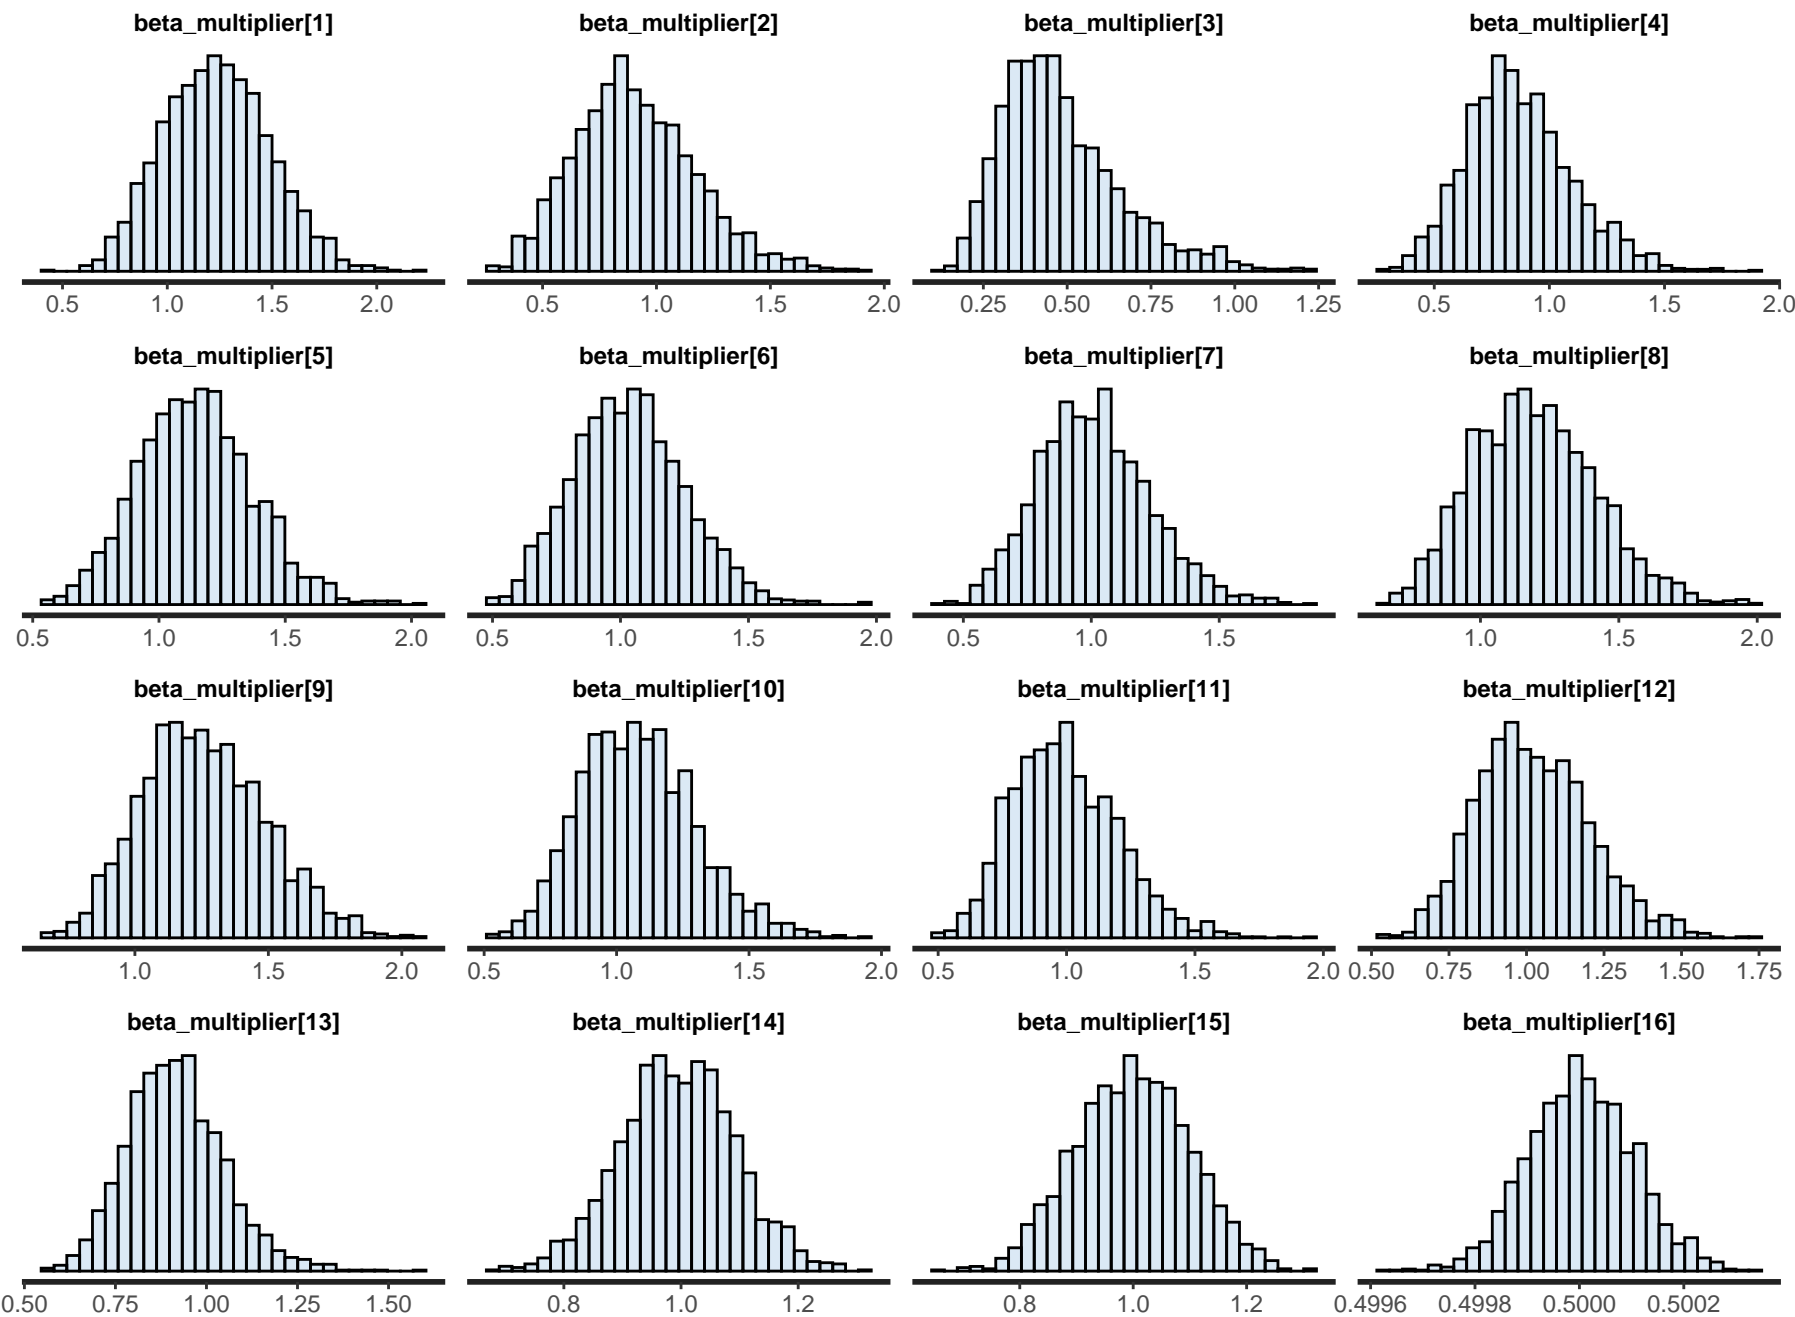 beta_multiplier[1] beta_multiplier[2] beta_multiplier[3] beta_multiplier[4]
0.5 1.0 1.5 2.0 0.5 1.0 1.5 2.0 0.25 0.50 0.75 1.00 1.25 0.5 1.0 1.5 2.0
beta_multiplier[5] beta_multiplier[6] beta_multiplier[7] beta_multiplier[8]
0.5 1.0 1.5 2.0 0.5 1.0 1.5 2.0 0.5 1.0 1.5 1.0 1.5 2.0
beta_multiplier[9] beta_multiplier[10] beta_multiplier[11] beta_multiplier[12]
1.0 1.5 2.0 0.5 1.0 1.5 2.0 0.5 1.0 1.5 2.0 0.50 0.75 1.00 1.25 1.50 1.75
beta_multiplier[13] beta_multiplier[14] beta_multiplier[15] beta_multiplier[16]
0.50 0.75 1.00 1.25 1.50 0.8 1.0 1.2 0.8 1.0 1.2 0.4996 0.4998 0.5000 0.5002